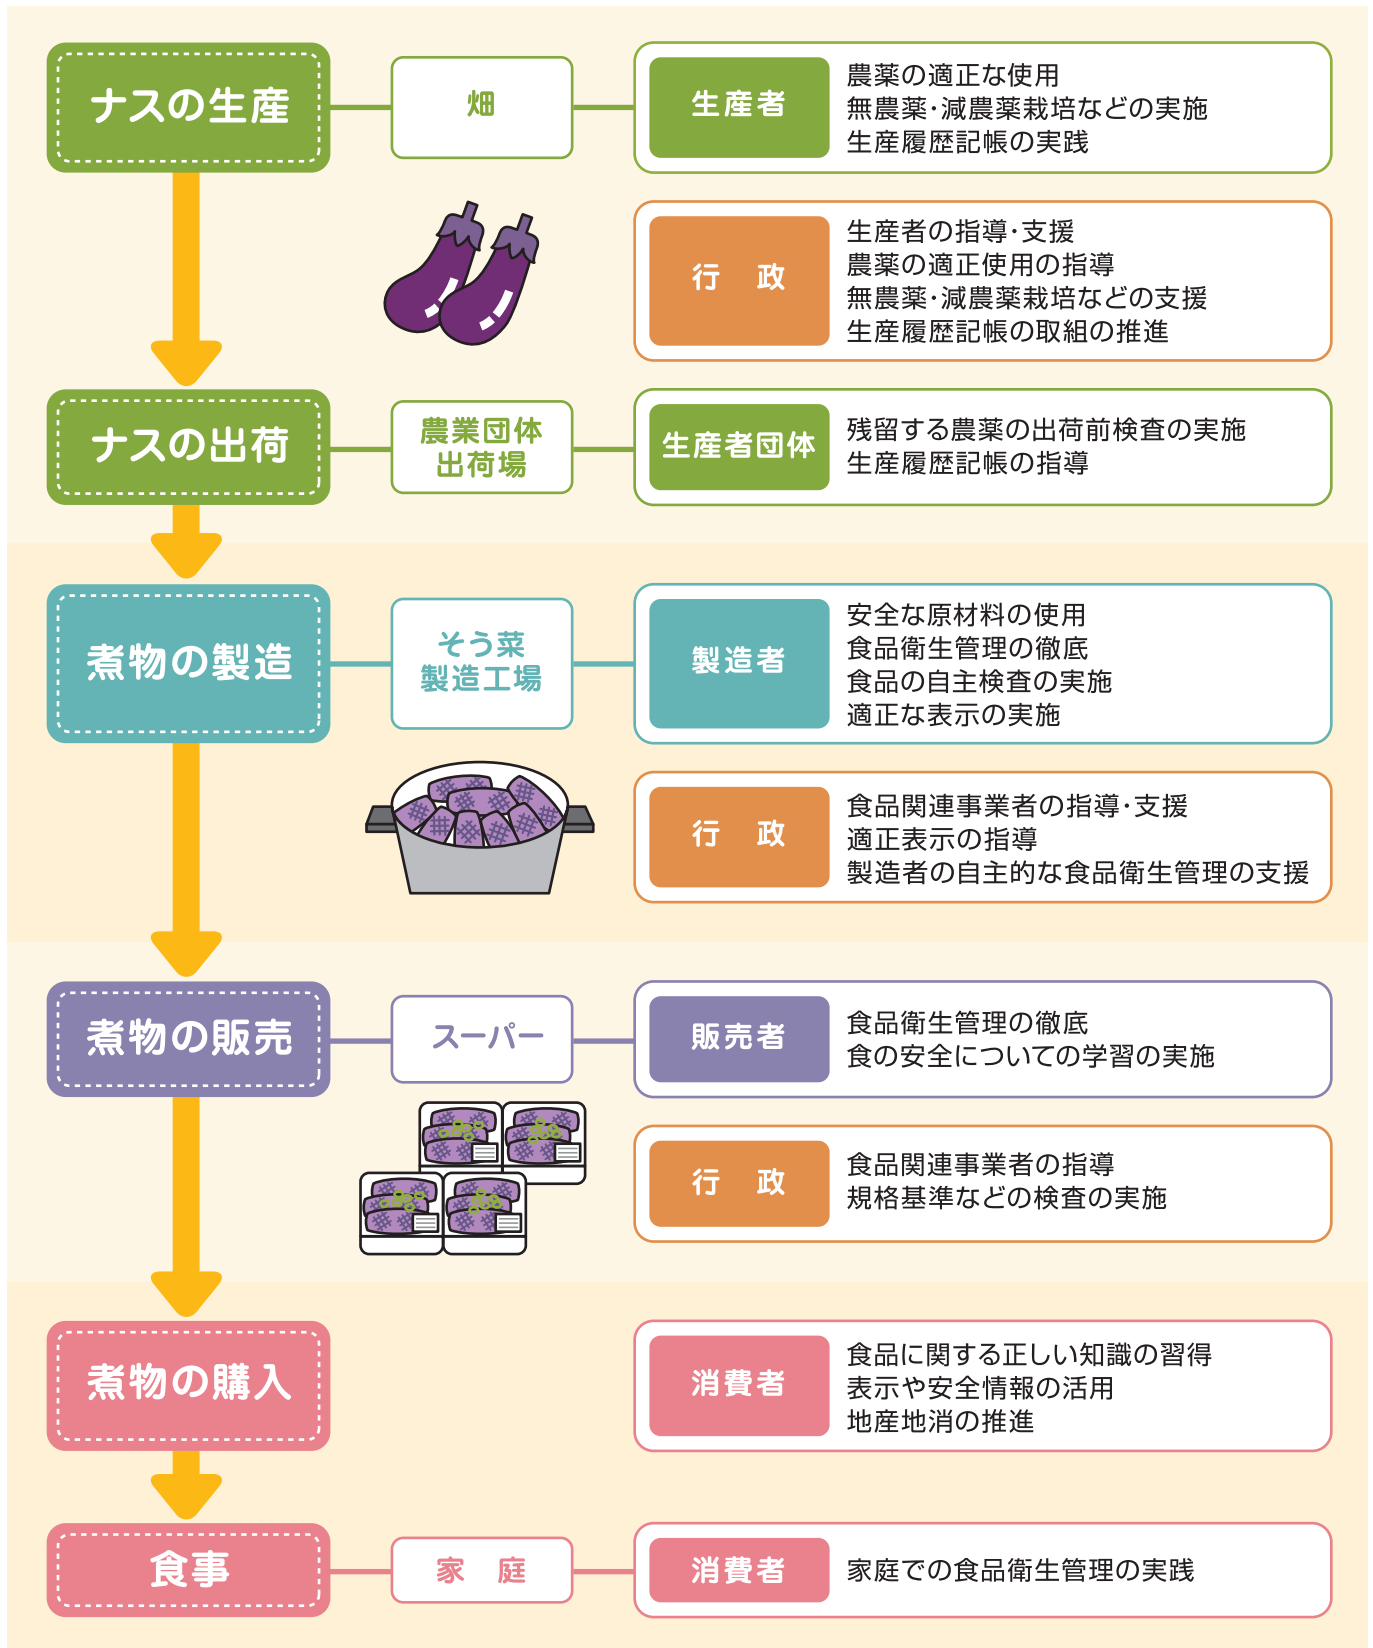 ナスの生産
畑
生産者
農薬の適正な使用
無農薬・減農薬栽培などの実施
生産履歴記帳の実践
行　政
生産者の指導・支援
農薬の適正使用の指導
無農薬・減農薬栽培などの支援
生産履歴記帳の取組の推進
ナスの出荷
農業団体
出荷場
生産者団体
残留する農薬の出荷前検査の実施
生産履歴記帳の指導
煮物の製造
そう菜
製造工場
製造者
安全な原材料の使用
食品衛生管理の徹底
食品の自主検査の実施
適正な表示の実施
行　政
食品関連事業者の指導・支援
適正表示の指導
製造者の自主的な食品衛生管理の支援
煮物の販売
スーパー
販売者
食品衛生管理の徹底
食の安全についての学習の実施
行　政
食品関連事業者の指導
規格基準などの検査の実施
煮物の購入
消費者
食品に関する正しい知識の習得
表示や安全情報の活用
地産地消の推進
食事
家　庭
消費者
家庭での食品衛生管理の実践